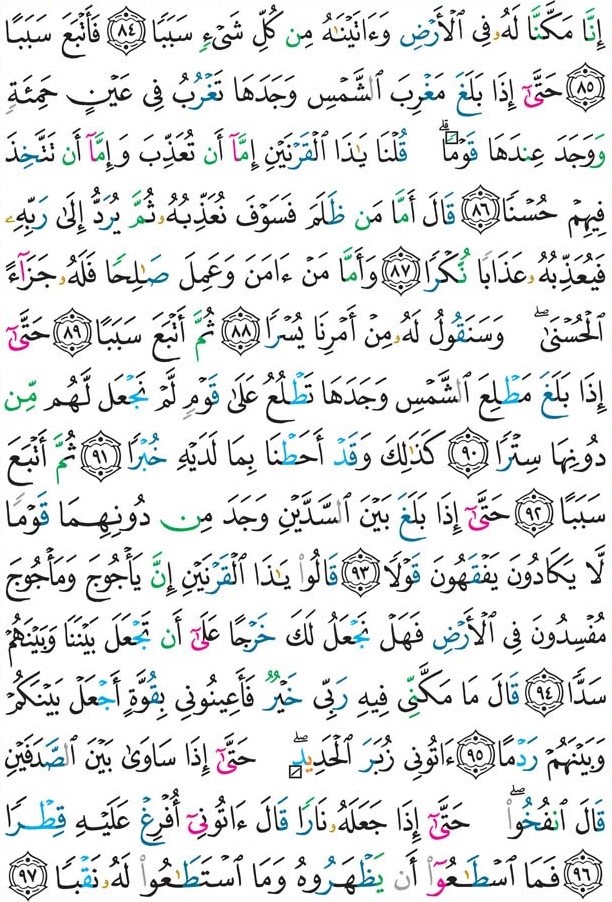 إِنَّا مَكَّنَّا لَهُۥ فِى ٱلْأَرْضِ وَءَاتَيْنَٰهُ مِن كُلِّ شَىْءٍ سَبَبًا ٨٤ فَأَتْبَعَ سَبَبًا
٨٥ حَتَّىٰٓ إِذَا بَلَغَ مَغْرِبَ ٱلشَّمْسِ وَجَدَهَا تَغْرُبُ فِى عَيْنٍ حَمِئَةٍ
وَوَجَدَ عِندَهَا قَوْمًا ۗ قُلْنَا يَٰذَا ٱلْقَرْنَيْنِ إِمَّآ أَن تُعَذِّبَ وَإِمَّآ أَن تَتَّخِذَ
فِيهِمْ حُسْنًا ٨٦ قَالَ أَمَّا مَن ظَلَمَ فَسَوْفَ نُعَذِّبُهُۥ ثُمَّ يُرَدُّ إِلَىٰ رَبِّهِۦ
فَيُعَذِّبُهُۥ عَذَابًا نُّكْرًا ٨٧ وَأَمَّا مَنْ ءَامَنَ وَعَمِلَ صَٰلِحًا فَلَهُۥ جَزَآءً
ٱلْحُسْنَىٰ ۖ وَسَنَقُولُ لَهُۥ مِنْ أَمْرِنَا يُسْرًا ٨٨ ثُمَّ أَتْبَعَ سَبَبًا ٨٩ حَتَّىٰٓ
إِذَا بَلَغَ مَطْلِعَ ٱلشَّمْسِ وَجَدَهَا تَطْلُعُ عَلَىٰ قَوْمٍ لَّمْ نَجْعَل لَّهُم مِّن
دُونِهَا سِتْرًا ٩٠ كَذَٰلِكَ وَقَدْ أَحَطْنَا بِمَا لَدَيْهِ خُبْرًا ٩١ ثُمَّ أَتْبَعَ
سَبَبًا ٩٢ حَتَّىٰٓ إِذَا بَلَغَ بَيْنَ ٱلسَّدَّيْنِ وَجَدَ مِن دُونِهِمَا قَوْمًا
لَّا يَكَادُونَ يَفْقَهُونَ قَوْلًا ٩٣ قَالُوا۟ يَٰذَا ٱلْقَرْنَيْنِ إِنَّ يَأْجُوجَ وَمَأْجُوجَ
مُفْسِدُونَ فِى ٱلْأَرْضِ فَهَلْ نَجْعَلُ لَكَ خَرْجًا عَلَىٰٓ أَن تَجْعَلَ بَيْنَنَا وَبَيْنَهُمْ
سَدًّا ٩٤ قَالَ مَا مَكَّنِّى فِيهِ رَبِّى خَيْرٌ فَأَعِينُونِى بِقُوَّةٍ أَجْعَلْ بَيْنَكُمْ
وَبَيْنَهُمْ رَدْمًا ٩٥ ءَاتُونِى زُبَرَ ٱلْحَدِيدِ ۖ حَتَّىٰٓ إِذَا سَاوَىٰ بَيْنَ ٱلصَّدَفَيْنِ
قَالَ ٱنفُخُوا۟ ۖ حَتَّىٰٓ إِذَا جَعَلَهُۥ نَارًا قَالَ ءَاتُونِىٓ أُفْرِغْ عَلَيْهِ قِطْرًا
٩٦ فَمَا ٱسْطَٰعُوٓا۟ أَن يَظْهَرُوهُ وَمَا ٱسْتَطَٰعُوا۟ لَهُۥ نَقْبًا ٩٧